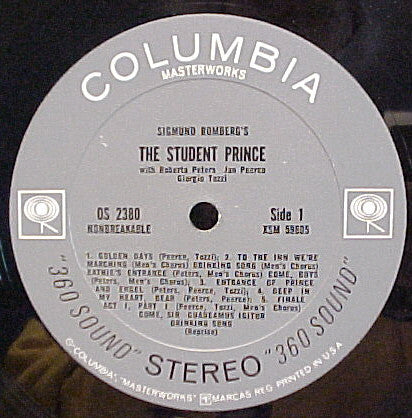 COLUMBIA
MASTERWORKS
SIGMUND ROMBERG'S
THE STUDENT PRINCE
with Roberta Peters Jan Peerce
Giorgio Tozzi
OS 2380 Side 1
NONBREAKABLE XSM 59605
1. GOLDEN DAYS (Peerce, Tozzi); 2. TO THE INN WE'RE
MARCHING (Men's Chorus) DRINKING SONG (Men's Chorus)
KATHIE'S ENTRANCE (Peters, Men's Chorus) COME, BOYS
(Peters, Men's Chorus); 3. ENTRANCE OF PRINCE
AND ENGEL (Peters, Peerce, Tozzi); 4. DEEP IN
MY HEART, DEAR (Peters, Peerce); 5. FINALE,
ACT I, PART I (Peerce, Tozzi, Men's Chorus)
COME, SIR GUADEAMUS IGITUR
DRINKING SONG
(Reprise)
"360 SOUND" STEREO "360 SOUND"
"COLUMBIA", "MASTERWORKS", MARCAS REG. PRINTED IN U.S.A.